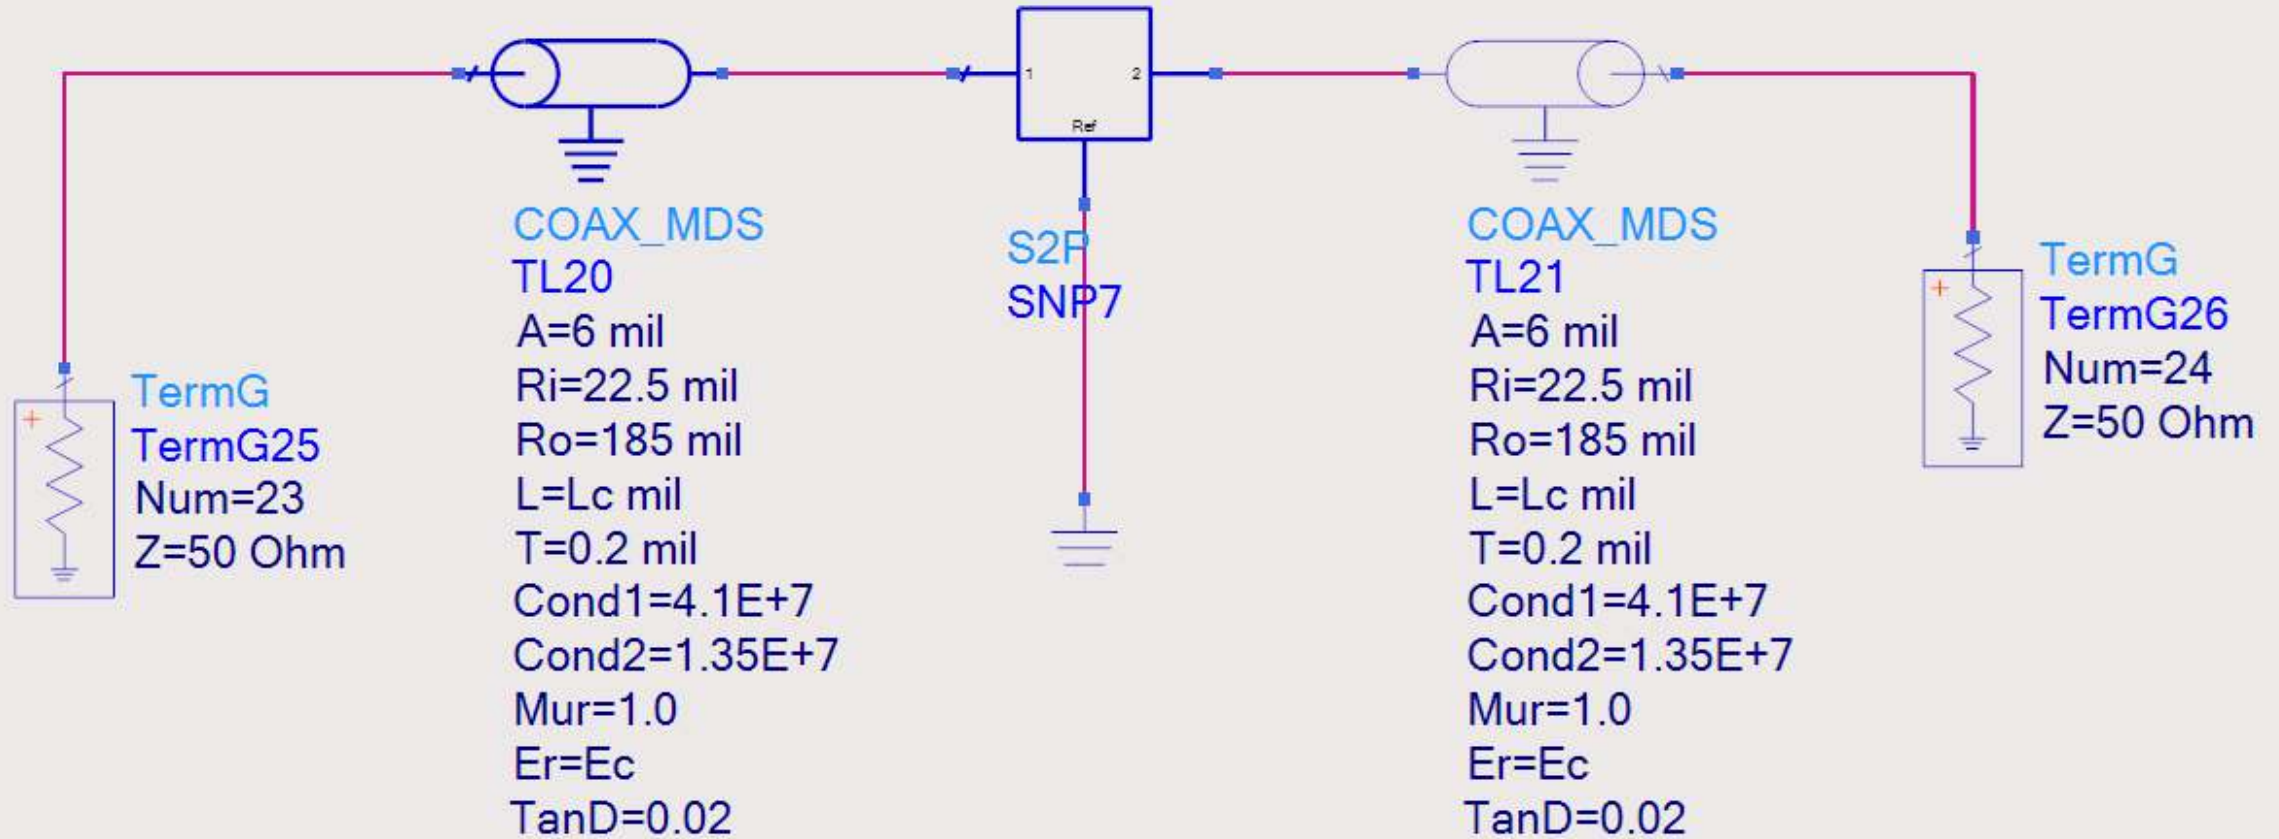 1
2
Ref
COAX_MDS
TL20
A=6 mil
Ri=22.5 mil
Ro=185 mil
L=Lc mil
T=0.2 mil
Cond1=4.1E+7
Cond2=1.35E+7
Mur=1.0
Er=Ec
TanD=0.02
S2P
SNP7
COAX_MDS
TL21
A=6 mil
Ri=22.5 mil
Ro=185 mil
L=Lc mil
T=0.2 mil
Cond1=4.1E+7
Cond2=1.35E+7
Mur=1.0
Er=Ec
TanD=0.02
+
TermG
TermG26
Num=24
Z=50 Ohm
+
TermG
TermG25
Num=23
Z=50 Ohm